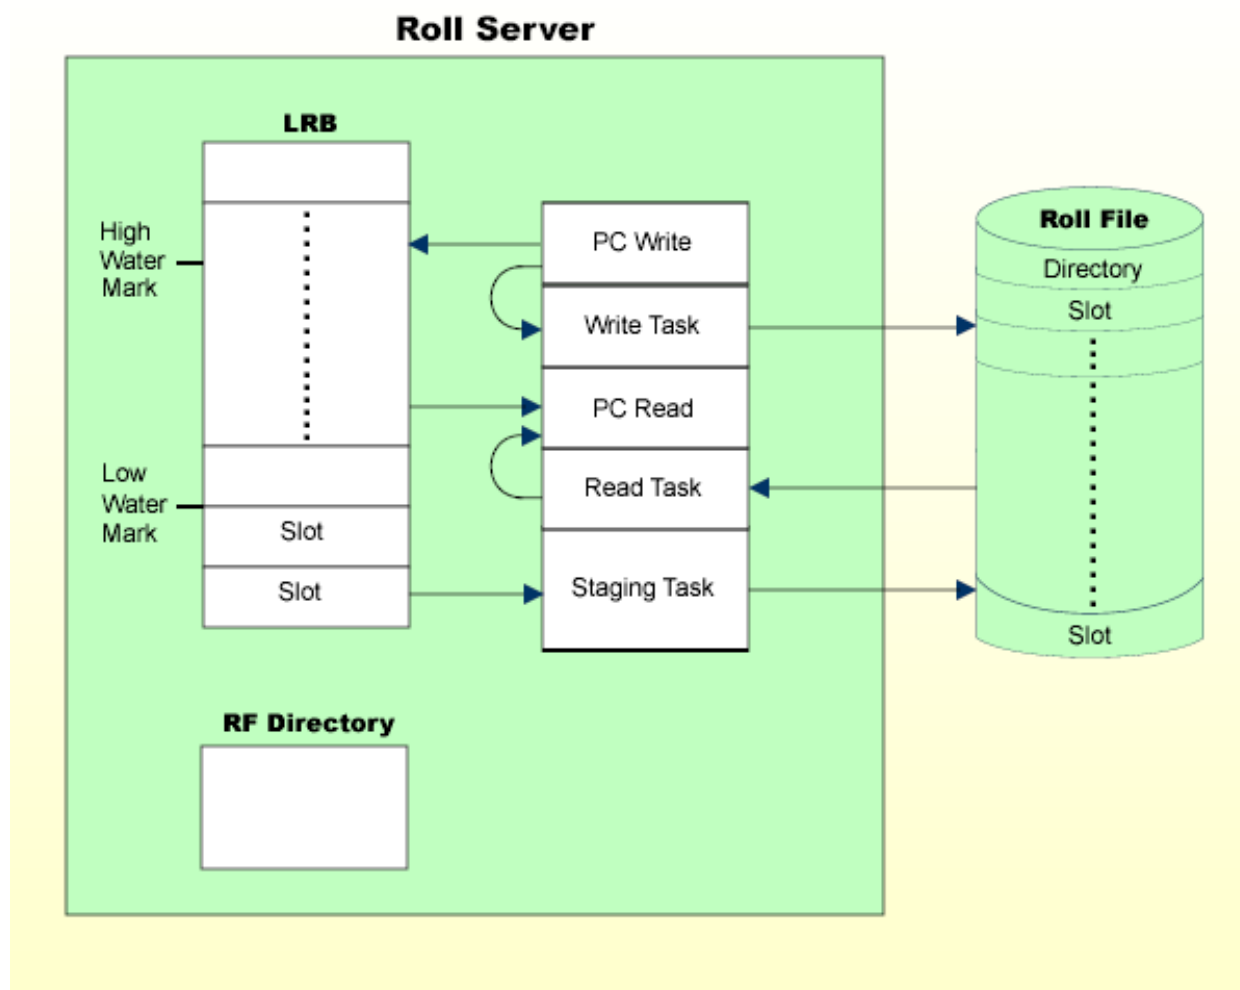 Roll Server
LRB
High
Water
Mark
Low
Water
Mark
Slot
Slot
PC Write
Write Task
PC Read
Read Task
Staging Task
Roll File
Directory
Slot
Slot
RF Directory